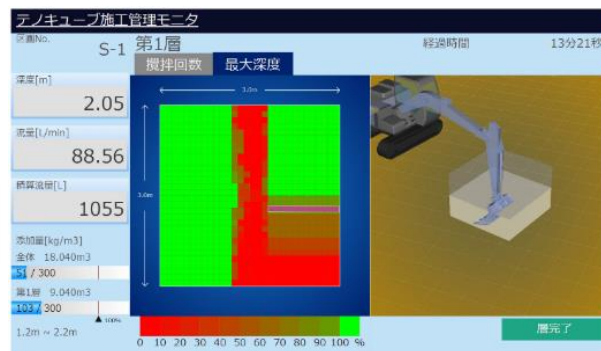 テノキューブ施工管理モニタ
区画No.
S-1
第1層
経過時間
13分21秒
攪拌回数
最大深度
深度[m]
2.05
流量[L/min]
88.56
積算流量[L]
1055
添加量[kg/m3]
全体 18.040m3
51 / 300
第1層 9.040m3
103 / 300
100%
1.2m ~ 2.2m
3.0m
3.0m
0 10 20 30 40 50 60 70 80 90 100 %
層完了